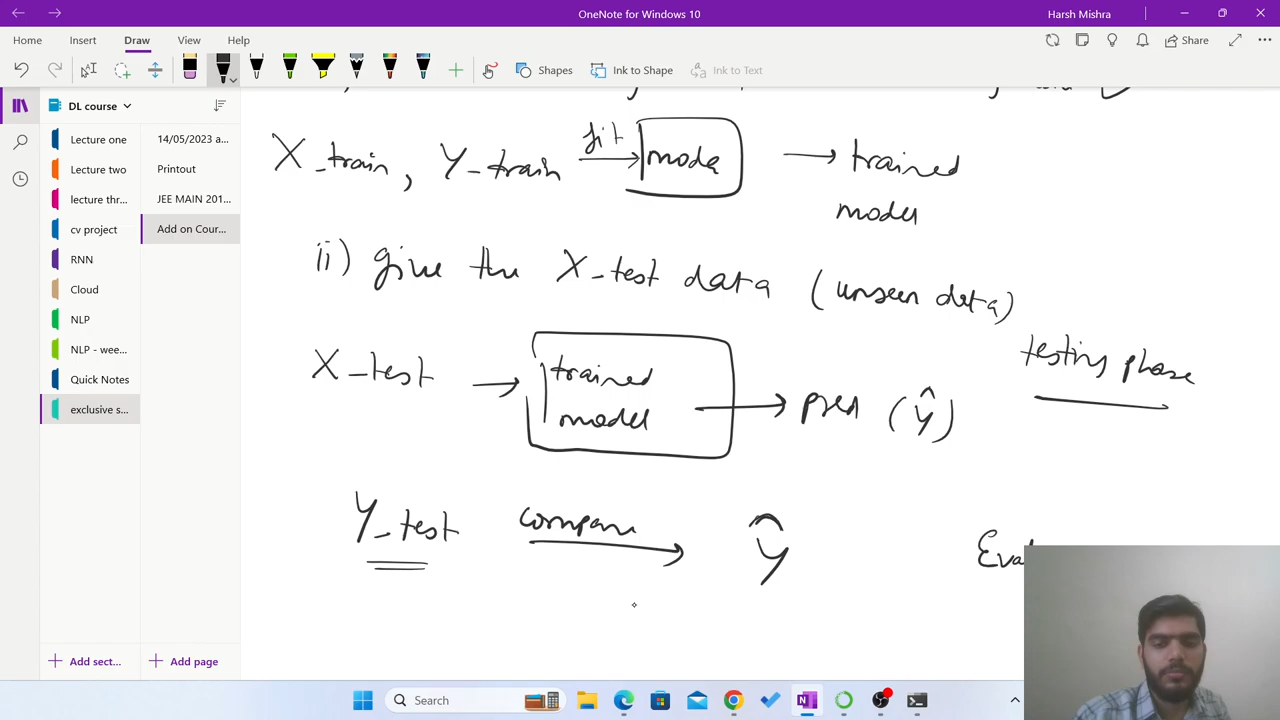 OneNote for Windows 10
Harsh Mishra
Home Insert Draw View Help
Share
Shapes Ink to Shape Ink to Text
DL course
Lecture one
Lecture two
lecture thr...
cv project
RNN
Cloud
NLP
NLP - wee...
Quick Notes
exclusive s...
14/05/2023 a...
Printout
JEE MAIN 201...
Add on Cour...
X_train, Y_train fit → mode → trained
model
ii) give the X_test data (unseen data)
testing phase
X_test → trained
model → pred (ŷ)
Y_test compare → ŷ
Add sect... Add page
Search